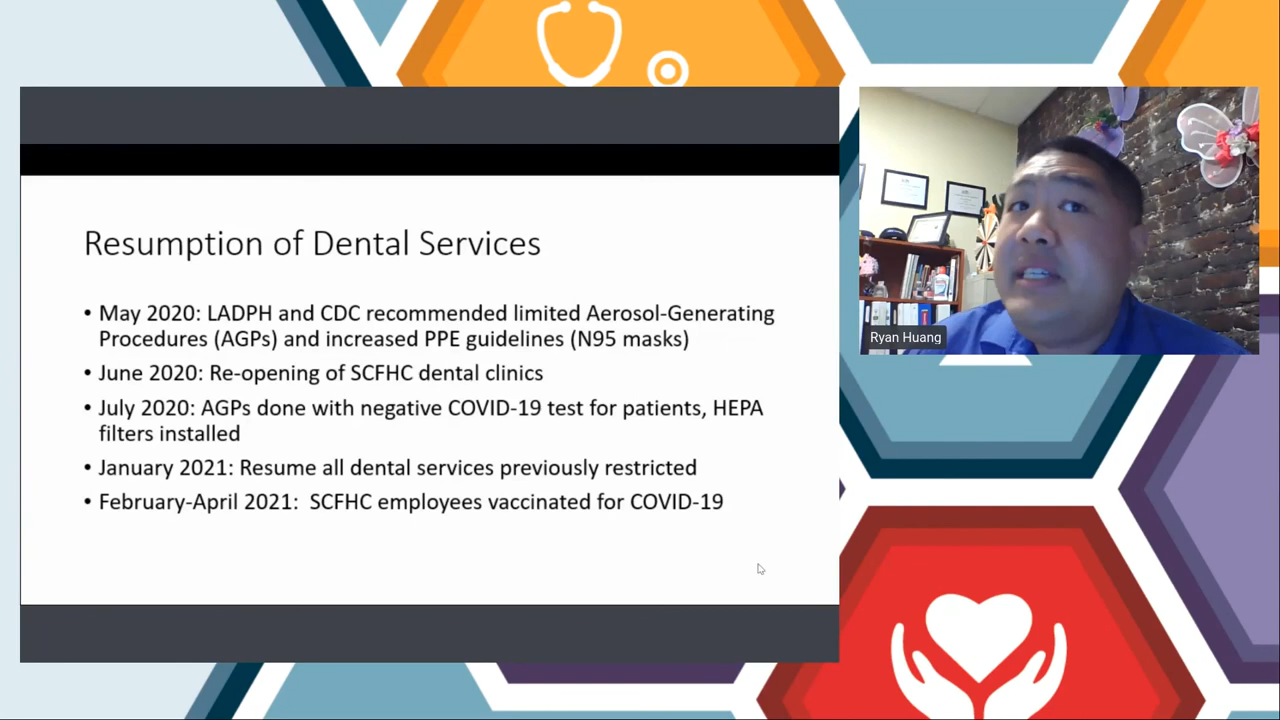 Resumption of Dental Services
• May 2020: LADPH and CDC recommended limited Aerosol-Generating
Procedures (AGPs) and increased PPE guidelines (N95 masks)
• June 2020: Re-opening of SCFHC dental clinics
• July 2020: AGPs done with negative COVID-19 test for patients, HEPA
filters installed
• January 2021: Resume all dental services previously restricted
• February-April 2021:  SCFHC employees vaccinated for COVID-19
Ryan Huang